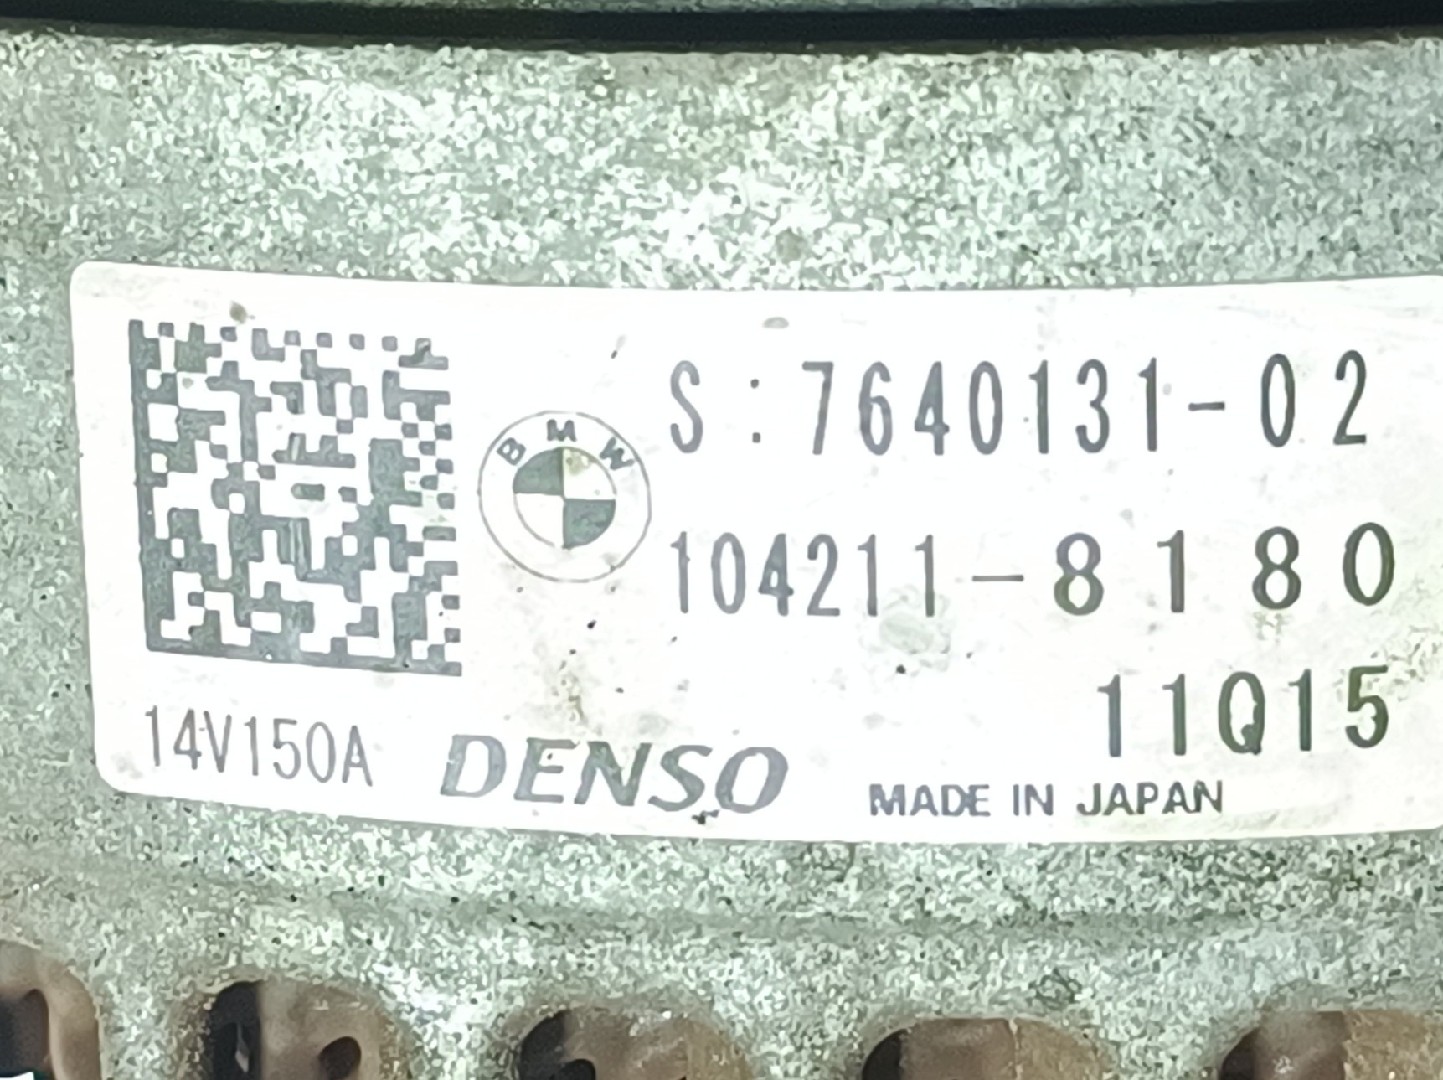 BMW
S:7640131-02
104211-8180
11Q15
14V150A
DENSO
MADE IN JAPAN